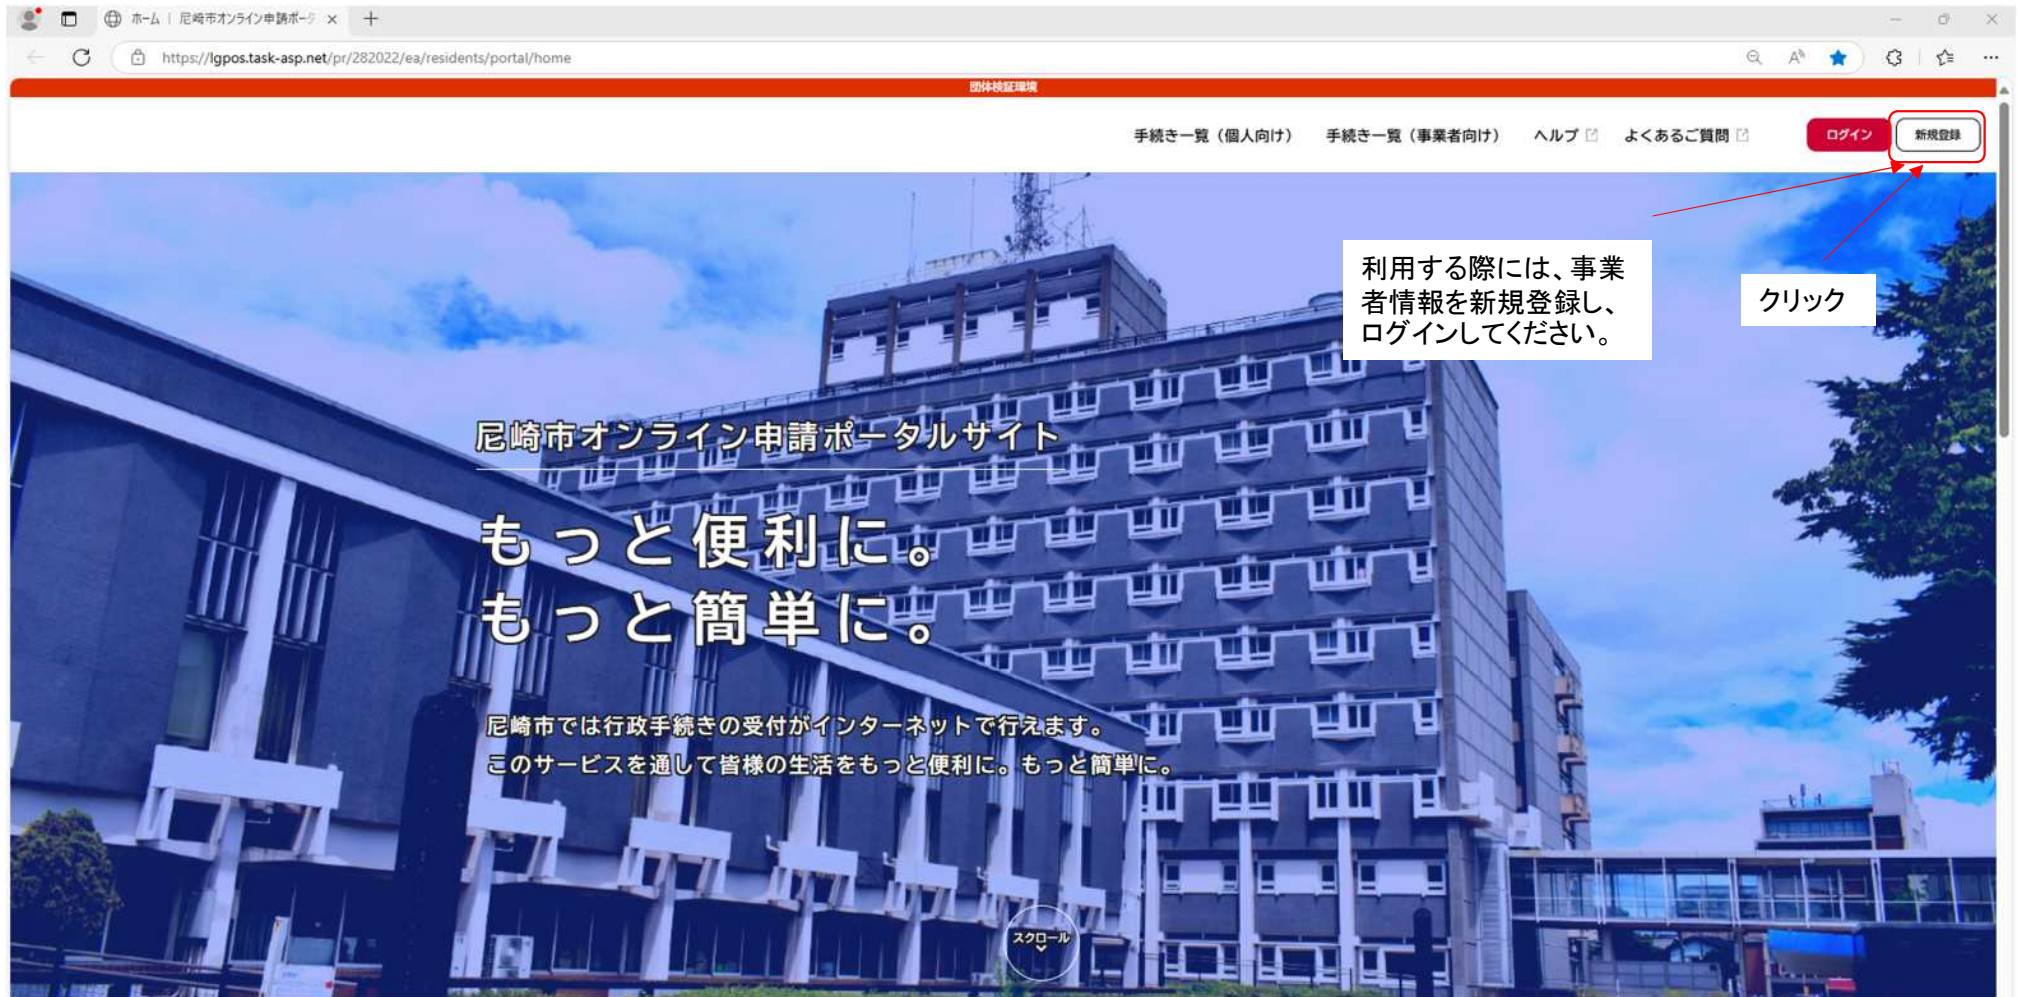 ホーム | 尼崎市オンライン申請ポータ
https://lgpos.task-asp.net/pr/282022/ea/residents/portal/home
団体検証環境
手続き一覧（個人向け） 手続き一覧（事業者向け） ヘルプ よくあるご質問 ログイン 新規登録
利用する際には、事業
者情報を新規登録し、
ログインしてください。
クリック
尼崎市オンライン申請ポータルサイト
もっと便利に。
もっと簡単に。
尼崎市では行政手続きの受付がインターネットで行えます。
このサービスを通して皆様の生活をもっと便利に。もっと簡単に。
スクロール